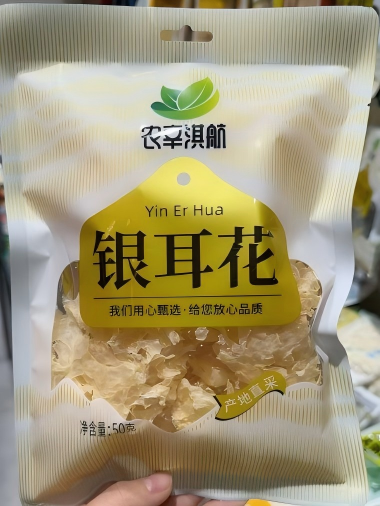 农宰淇航
Yin Er Hua
银耳花
我们用心甄选·给您放心品质
产地直采
净含量:50克